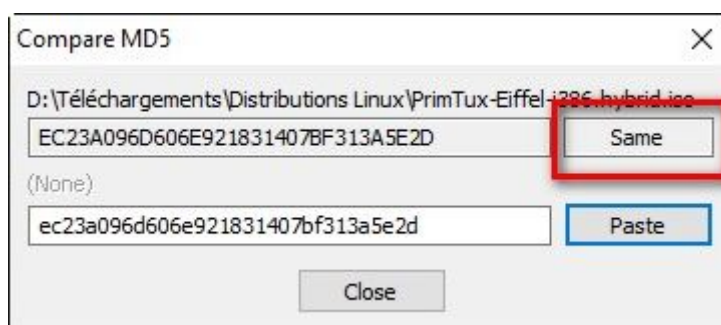 Compare MD5
D:\Téléchargements\Distributions Linux\PrimTux-Eiffel-i386.hybrid.iso
EC23A096D606E921831407BF313A5E2D
Same
(None)
ec23a096d606e921831407bf313a5e2d
Paste
Close